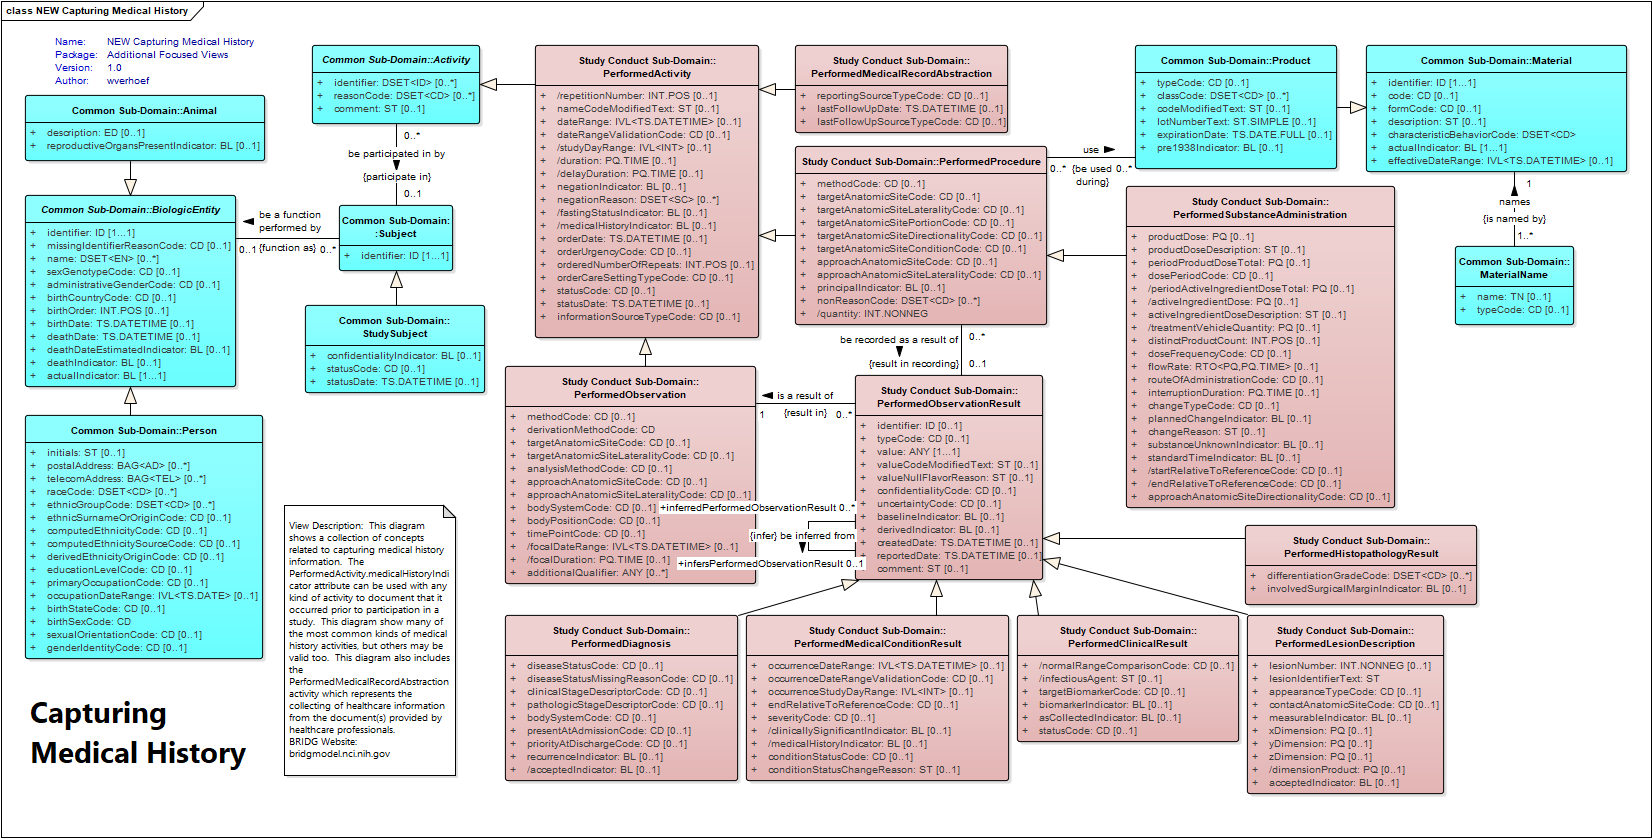 class NEW Capturing Medical History
Name: NEW Capturing Medical History
Package: Additional Focused Views
Version: 1.0
Author: wverhoef
Common Sub-Domain::Animal
+ description: ED [0..1]
+ reproductiveOrgansPresentIndicator: BL [0..1]
Common Sub-Domain::BiologicEntity
+ identifier: ID [1...1]
+ missingIdentifierReasonCode: CD [0..1]
+ name: DSET<EN> [0..*]
+ sexGenotypeCode: CD [0..1]
+ administrativeGenderCode: CD [0..1]
+ birthCountryCode: CD [0..1]
+ birthOrder: INT.POS [0..1]
+ birthDate: TS.DATETIME [0..1]
+ deathDate: TS.DATETIME [0..1]
+ deathDateEstimatedIndicator: BL [0..1]
+ deathIndicator: BL [0..1]
+ actualIndicator: BL [1...1]
Common Sub-Domain::Person
+ initials: ST [0..1]
+ postalAddress: BAG<AD> [0..*]
+ telecomAddress: BAG<TEL> [0..*]
+ raceCode: DSET<CD> [0..*]
+ ethnicGroupCode: DSET<CD> [0..*]
+ ethnicSurnameOrOriginCode: CD [0..1]
+ computedEthnicityCode: CD [0..1]
+ computedEthnicitySourceCode: CD [0..1]
+ derivedEthnicityOriginCode: CD [0..1]
+ educationLevelCode: CD [0..1]
+ primaryOccupationCode: CD [0..1]
+ occupationDateRange: IVL<TS.DATE> [0..1]
+ birthStateCode: CD [0..1]
+ birthSexCode: CD
+ sexualOrientationCode: CD [0..1]
+ genderIdentityCode: CD [0..1]
Capturing
Medical History
Common Sub-Domain::Activity
+ identifier: DSET<ID> [0..*]
+ reasonCode: DSET<CD> [0..*]
+ comment: ST [0..1]
0..*
be participated in by
{participate in}
0..1
be a function
performed by
0..1 {function as} 0..*
Common Sub-Domain:
:Subject
+ identifier: ID [1...1]
Common Sub-Domain::
StudySubject
+ confidentialityIndicator: BL [0..1]
+ statusCode: CD [0..1]
+ statusDate: TS.DATETIME [0..1]
View Description: This diagram
shows a collection of concepts
related to capturing medical history
information. The
PerformedActivity.medicalHistoryIndi
cator attribute can be used with any
kind of activity to document that it
occurred prior to participation in a
study. This diagram show many of
the most common kinds of medical
history activities, but others may be
valid too. This diagram also includes
the
PerformedMedicalRecordAbstraction
activity which represents the
collecting of healthcare information
from the document(s) provided by
healthcare professionals.
BRIDG Website:
bridgmodel.nci.nih.gov
Study Conduct Sub-Domain::
PerformedActivity
+ /repetitionNumber: INT.POS [0..1]
+ nameCodeModifiedText: ST [0..1]
+ dateRange: IVL<TS.DATETIME> [0..1]
+ dateRangeValidationCode: CD [0..1]
+ /studyDayRange: IVL<INT> [0..1]
+ /duration: PQ.TIME [0..1]
+ /delayDuration: PQ.TIME [0..1]
+ negationIndicator: BL [0..1]
+ negationReason: DSET<SC> [0..*]
+ /fastingStatusIndicator: BL [0..1]
+ /medicalHistoryIndicator: BL [0..1]
+ orderDate: TS.DATETIME [0..1]
+ orderUrgencyCode: CD [0..1]
+ orderedNumberOfRepeats: INT.POS [0..1]
+ orderCareSettingTypeCode: CD [0..1]
+ statusCode: CD [0..1]
+ statusDate: TS.DATETIME [0..1]
+ informationSourceTypeCode: CD [0..1]
Study Conduct Sub-Domain::
PerformedObservation
+ methodCode: CD [0..1]
+ derivationMethodCode: CD
+ targetAnatomicSiteCode: CD [0..1]
+ targetAnatomicSiteLateralityCode: CD [0..1]
+ analysisMethodCode: CD [0..1]
+ approachAnatomicSiteCode: CD [0..1]
+ approachAnatomicSiteLateralityCode: CD [0..1]
+ bodySystemCode: CD [0..1]
+ bodyPositionCode: CD [0..1]
+ timePointCode: CD [0..1]
+ /focalDateRange: IVL<TS.DATETIME> [0..1]
+ /focalDuration: PQ.TIME [0..1]
+ additionalQualifier: ANY [0..*]
Study Conduct Sub-Domain::
PerformedMedicalRecordAbstraction
+ reportingSourceTypeCode: CD [0..1]
+ lastFollowUpDate: TS.DATETIME [0..1]
+ lastFollowUpSourceTypeCode: CD [0..1]
Study Conduct Sub-Domain::PerformedProcedure
+ methodCode: CD [0..1]
+ targetAnatomicSiteCode: CD [0..1]
+ targetAnatomicSiteLateralityCode: CD [0..1]
+ targetAnatomicSitePortionCode: CD [0..1]
+ targetAnatomicSiteDirectionalityCode: CD [0..1]
+ targetAnatomicSiteConditionCode: CD [0..1]
+ approachAnatomicSiteCode: CD [0..1]
+ approachAnatomicSiteLateralityCode: CD [0..1]
+ principalIndicator: BL [0..1]
+ nonReasonCode: DSET<CD> [0..*]
+ /quantity: INT.NONNEG
use
0..* {be used 0..*
during}
0..*
be recorded as a result of
{result in recording}
0..1
is a result of
1 {result in} 0..*
Study Conduct Sub-Domain::
PerformedObservationResult
+ identifier: ID [0..1]
+ typeCode: CD [0..1]
+ value: ANY [1...1]
+ valueCodeModifiedText: ST [0..1]
+ valueNullFlavorReason: ST [0..1]
+ confidentialityCode: CD [0..1]
+ uncertaintyCode: CD [0..1]
+ baselineIndicator: BL [0..1]
+ derivedIndicator: BL [0..1]
+ createdDate: TS.DATETIME [0..1]
+ reportedDate: TS.DATETIME [0..1]
+ comment: ST [0..1]
+inferredPerformedObservationResult 0..*
{infer} be inferred from
+infersPerformedObservationResult 0..1
Common Sub-Domain::Product
+ typeCode: CD [0..1]
+ classCode: DSET<CD> [0..*]
+ codeModifiedText: ST [0..1]
+ lotNumberText: ST.SIMPLE [0..1]
+ expirationDate: TS.DATE.FULL [0..1]
+ pre1938Indicator: BL [0..1]
Common Sub-Domain::Material
+ identifier: ID [1...1]
+ code: CD [0..1]
+ formCode: CD [0..1]
+ description: ST [0..1]
+ characteristicBehaviorCode: DSET<CD>
+ actualIndicator: BL [1...1]
+ effectiveDateRange: IVL<TS.DATETIME> [0..1]
1
names
{is named by}
1..*
Common Sub-Domain::
MaterialName
+ name: TN [0..1]
+ typeCode: CD [0..1]
Study Conduct Sub-Domain::
PerformedSubstanceAdministration
+ productDose: PQ [0..1]
+ productDoseDescription: ST [0..1]
+ periodProductDoseTotal: PQ [0..1]
+ dosePeriodCode: CD [0..1]
+ /periodActiveIngredientDoseTotal: PQ [0..1]
+ /activeIngredientDose: PQ [0..1]
+ activeIngredientDoseDescription: ST [0..1]
+ /treatmentVehicleQuantity: PQ [0..1]
+ distinctProductCount: INT.POS [0..1]
+ doseFrequencyCode: CD [0..1]
+ flowRate: RTO<PQ,PQ.TIME> [0..1]
+ routeOfAdministrationCode: CD [0..1]
+ interruptionDuration: PQ.TIME [0..1]
+ changeTypeCode: CD [0..1]
+ plannedChangeIndicator: BL [0..1]
+ changeReason: ST [0..1]
+ substanceUnknownIndicator: BL [0..1]
+ standardTimeIndicator: BL [0..1]
+ /startRelativeToReferenceCode: CD [0..1]
+ /endRelativeToReferenceCode: CD [0..1]
+ approachAnatomicSiteDirectionalityCode: CD [0..1]
Study Conduct Sub-Domain::
PerformedHistopathologyResult
+ differentiationGradeCode: DSET<CD> [0..*]
+ involvedSurgicalMarginIndicator: BL [0..1]
Study Conduct Sub-Domain::
PerformedDiagnosis
+ diseaseStatusCode: CD [0..1]
+ diseaseStatusMissingReasonCode: CD [0..1]
+ clinicalStageDescriptorCode: CD [0..1]
+ pathologicStageDescriptorCode: CD [0..1]
+ bodySystemCode: CD [0..1]
+ presentAtAdmissionCode: CD [0..1]
+ priorityAtDischargeCode: CD [0..1]
+ recurrenceIndicator: BL [0..1]
+ /acceptedIndicator: BL [0..1]
Study Conduct Sub-Domain::
PerformedMedicalConditionResult
+ occurrenceDateRange: IVL<TS.DATETIME> [0..1]
+ occurrenceDateRangeValidationCode: CD [0..1]
+ occurrenceStudyDayRange: IVL<INT> [0..1]
+ endRelativeToReferenceCode: CD [0..1]
+ severityCode: CD [0..1]
+ /clinicallySignificantIndicator: BL [0..1]
+ /medicalHistoryIndicator: BL [0..1]
+ conditionStatusCode: CD [0..1]
+ conditionStatusChangeReason: ST [0..1]
Study Conduct Sub-Domain::
PerformedClinicalResult
+ /normalRangeComparisonCode: CD [0..1]
+ /infectiousAgent: ST [0..1]
+ targetBiomarkerCode: CD [0..1]
+ biomarkerIndicator: BL [0..1]
+ asCollectedIndicator: BL [0..1]
+ statusCode: CD [0..1]
Study Conduct Sub-Domain::
PerformedLesionDescription
+ lesionNumber: INT.NONNEG [0..1]
+ lesionIdentifierText: ST
+ appearanceTypeCode: CD [0..1]
+ contactAnatomicSiteCode: CD [0..1]
+ measurableIndicator: BL [0..1]
+ xDimension: PQ [0..1]
+ yDimension: PQ [0..1]
+ zDimension: PQ [0..1]
+ /dimensionProduct: PQ [0..1]
+ acceptedIndicator: BL [0..1]